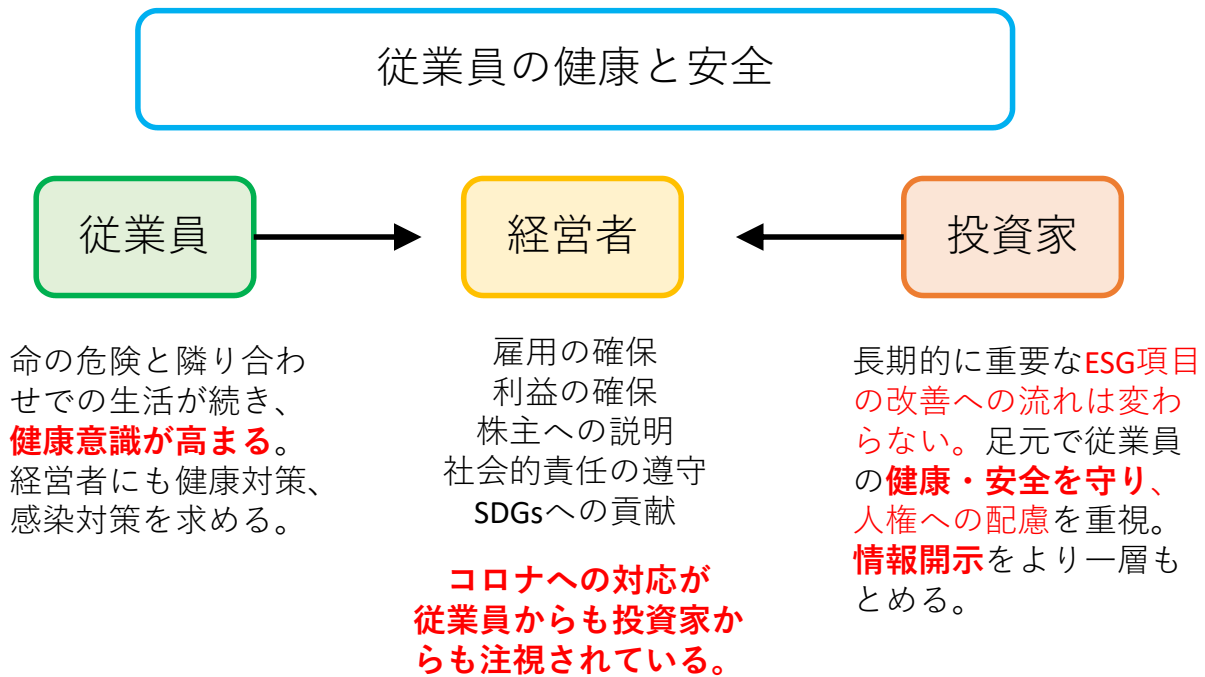 従業員の健康と安全
従業員
経営者
投資家
命の危険と隣り合わ
せでの生活が続き、
健康意識が高まる。
経営者にも健康対策、
感染対策を求める。
雇用の確保
利益の確保
株主への説明
社会的責任の遵守
SDGsへの貢献
コロナへの対応が
従業員からも投資家か
らも注視されている。
長期的に重要なESG項目
の改善への流れは変わ
らない。足元で従業員
の健康・安全を守り、
人権への配慮を重視。
情報開示をより一層も
とめる。